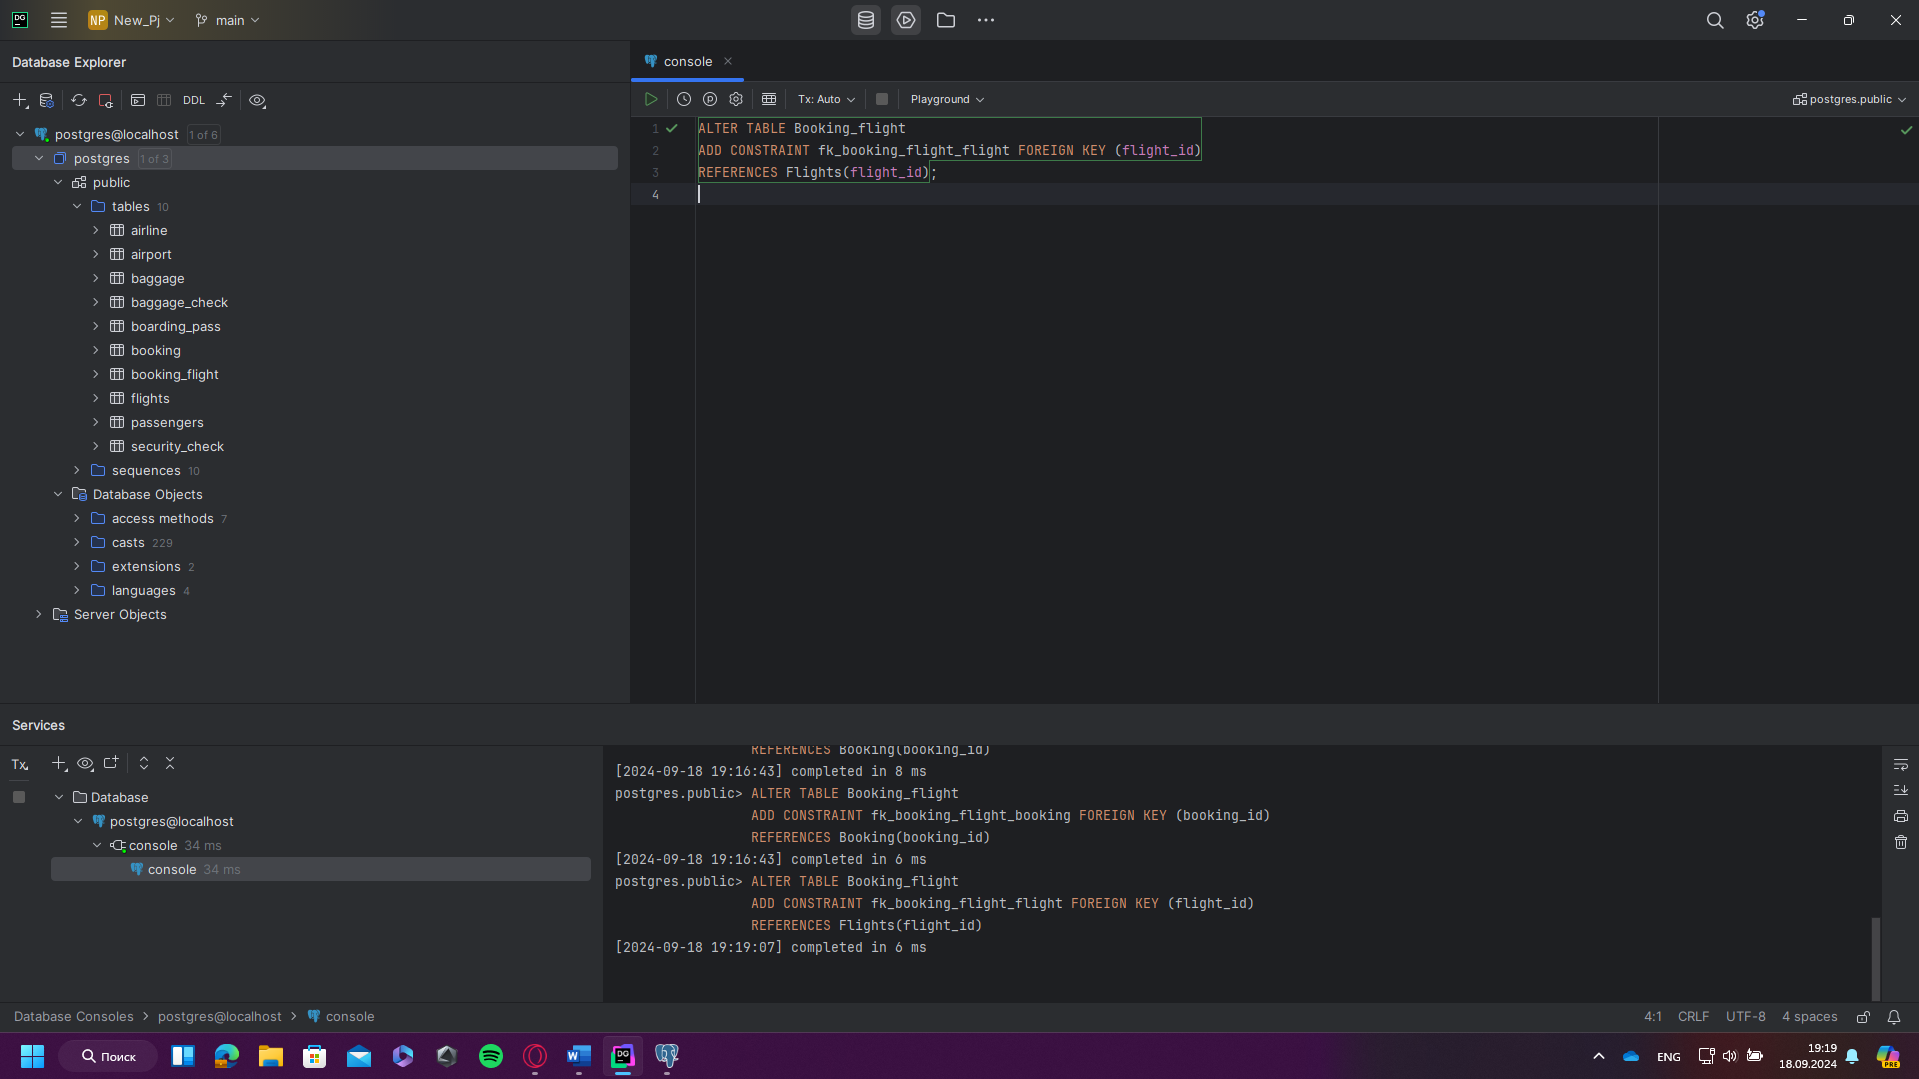 DG
NP New_Pj main
Database Explorer
console
DDL
Tx: Auto
Playground
postgres.public
postgres@localhost 1 of 6
postgres 1 of 3
public
tables 10
airline
airport
baggage
baggage_check
boarding_pass
booking
booking_flight
flights
passengers
security_check
sequences 10
Database Objects
access methods 7
casts 229
extensions 2
languages 4
Server Objects
1 ALTER TABLE Booking_flight
2 ADD CONSTRAINT fk_booking_flight_flight FOREIGN KEY (flight_id)
3 REFERENCES Flights(flight_id);
4
Services
Tx
Database
postgres@localhost
console 34 ms
console 34 ms
REFERENCES Booking(booking_id)
[2024-09-18 19:16:43] completed in 8 ms
postgres.public> ALTER TABLE Booking_flight
ADD CONSTRAINT fk_booking_flight_booking FOREIGN KEY (booking_id)
REFERENCES Booking(booking_id)
[2024-09-18 19:16:43] completed in 6 ms
postgres.public> ALTER TABLE Booking_flight
ADD CONSTRAINT fk_booking_flight_flight FOREIGN KEY (flight_id)
REFERENCES Flights(flight_id)
[2024-09-18 19:19:07] completed in 6 ms
Database Consoles > postgres@localhost > console
4:1 CRLF UTF-8 4 spaces
Поиск
W
DG
ENG
19:19
18.09.2024
PRE